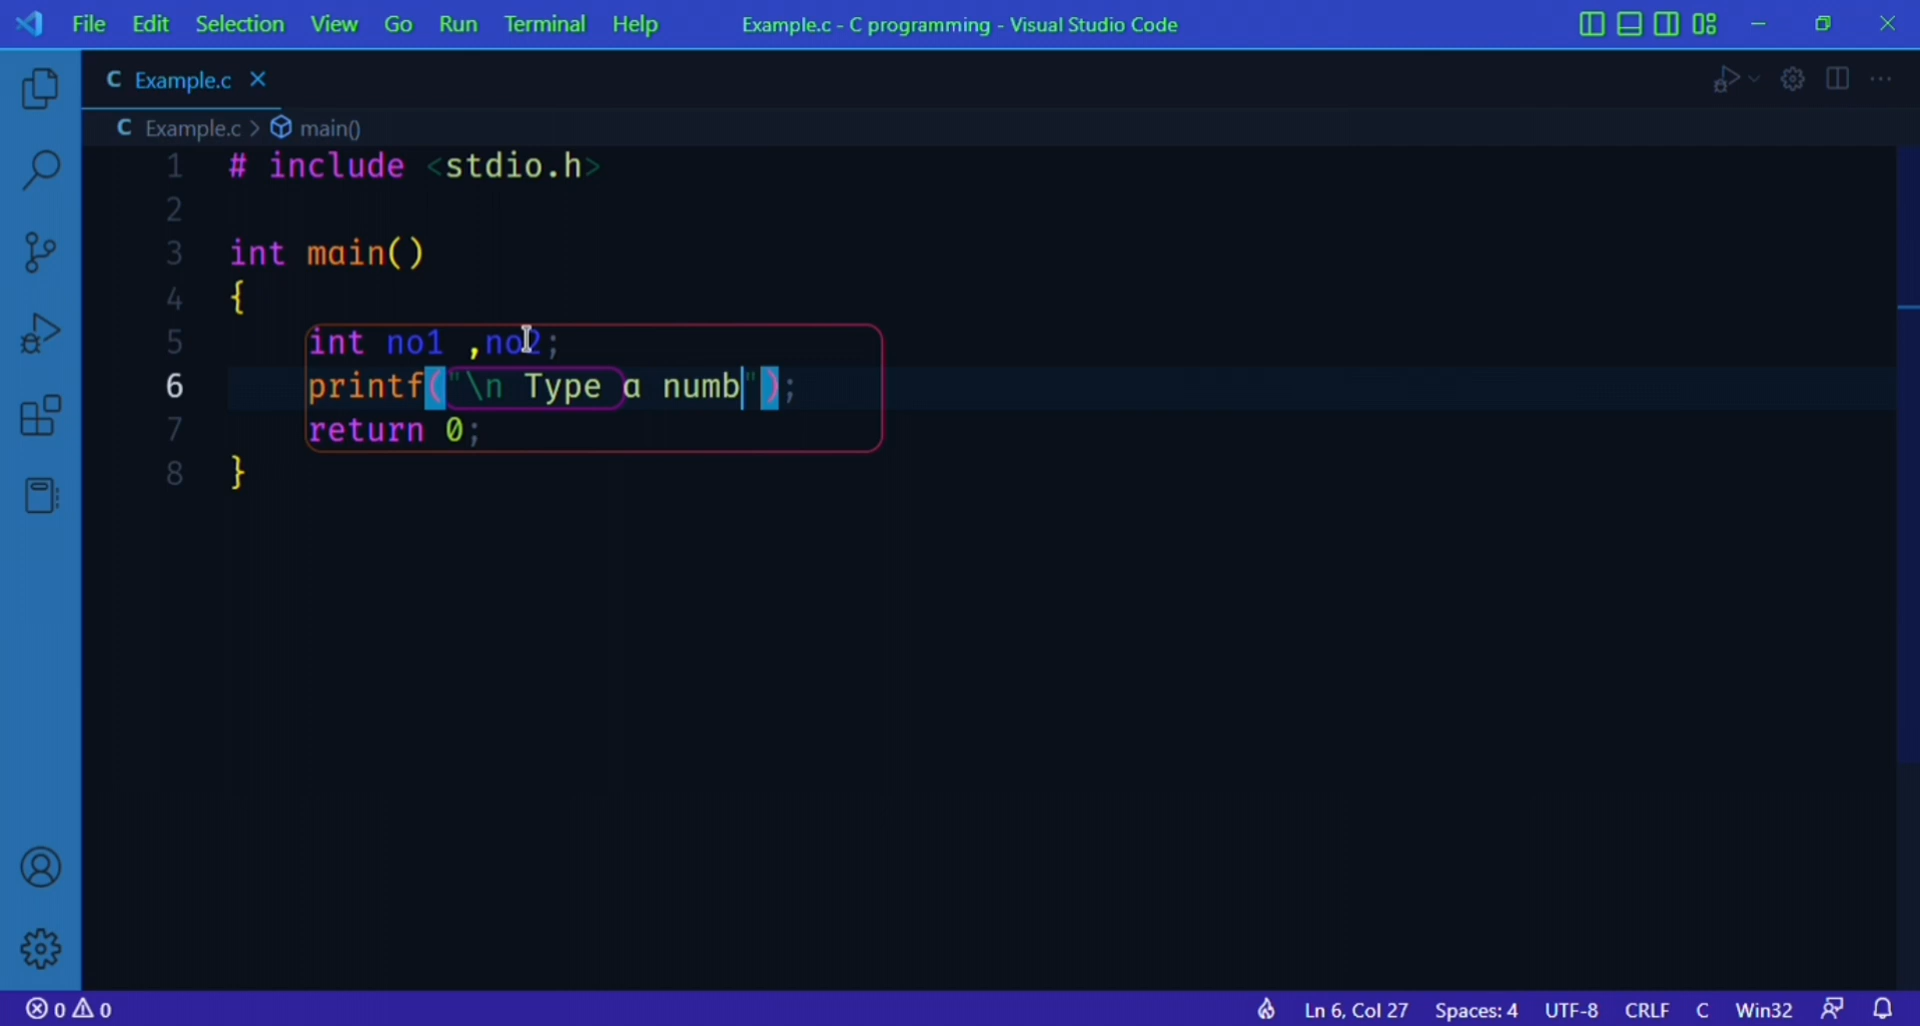 File Edit Selection View Go Run Terminal Help Example.c - C programming - Visual Studio Code
C Example.c
C Example.c > main()
1 # include <stdio.h>
2
3 int main()
4 {
5 int no1 ,no2;
6 printf("\n Type a numb");
7 return 0;
8 }
0 0 Ln 6, Col 27 Spaces: 4 UTF-8 CRLF C Win32